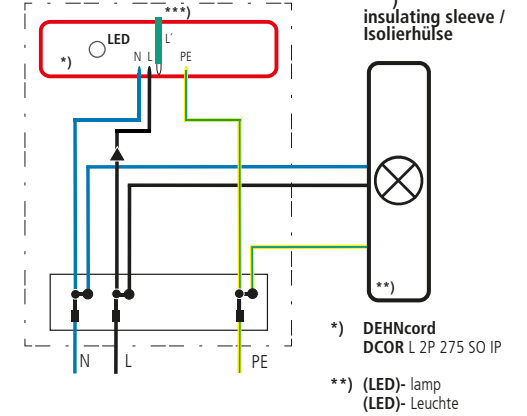 ***)
insulating sleeve /
Isolierhülse
***)
LED
L´
*)
N L
PE
**)
N
L
PE
*) DEHNcord
DCOR L 2P 275 SO IP
**) (LED)- lamp
(LED)- Leuchte